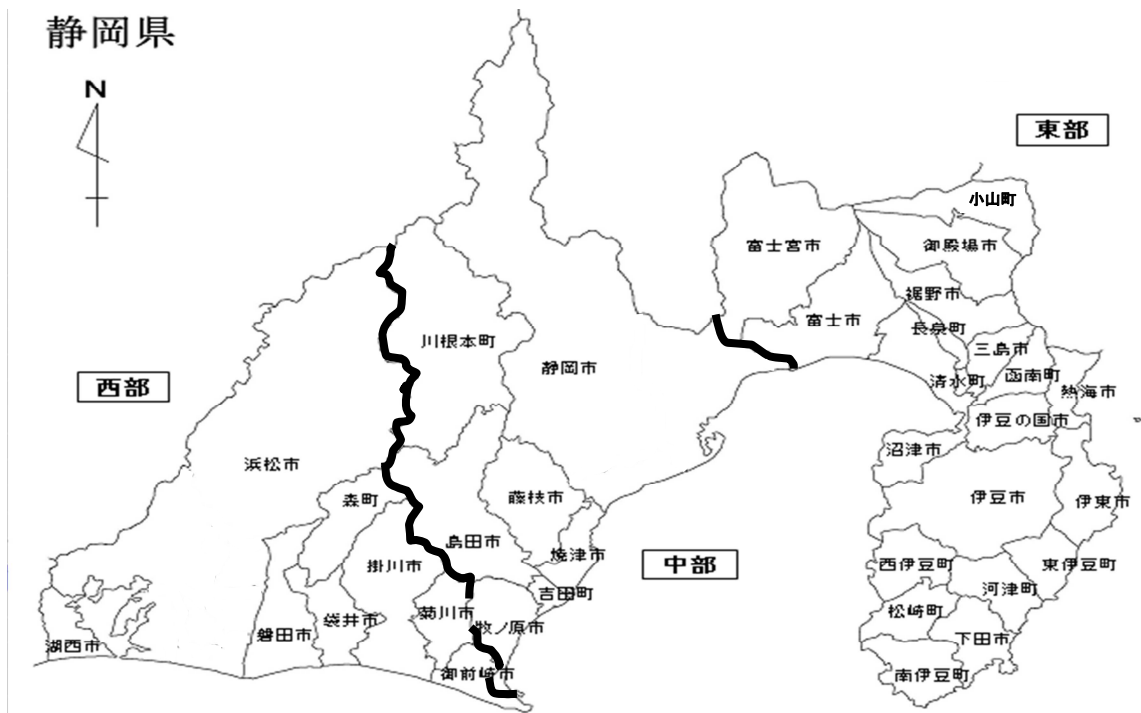 静岡県
N
東部
小山町
富士宮市
御殿場市
裾野市
富士市
長泉町
川根本町
三島市
静岡市
函南町
西部
清水町
熱海市
伊豆の国市
沼津市
浜松市
森町
藤枝市
伊豆市
伊東市
島田市
焼津市
中部
掛川市
西伊豆町
東伊豆町
吉田町
河津町
菊川市
松崎町
袋井市
牧ノ原市
磐田市
下田市
湖西市
御前崎市
南伊豆町